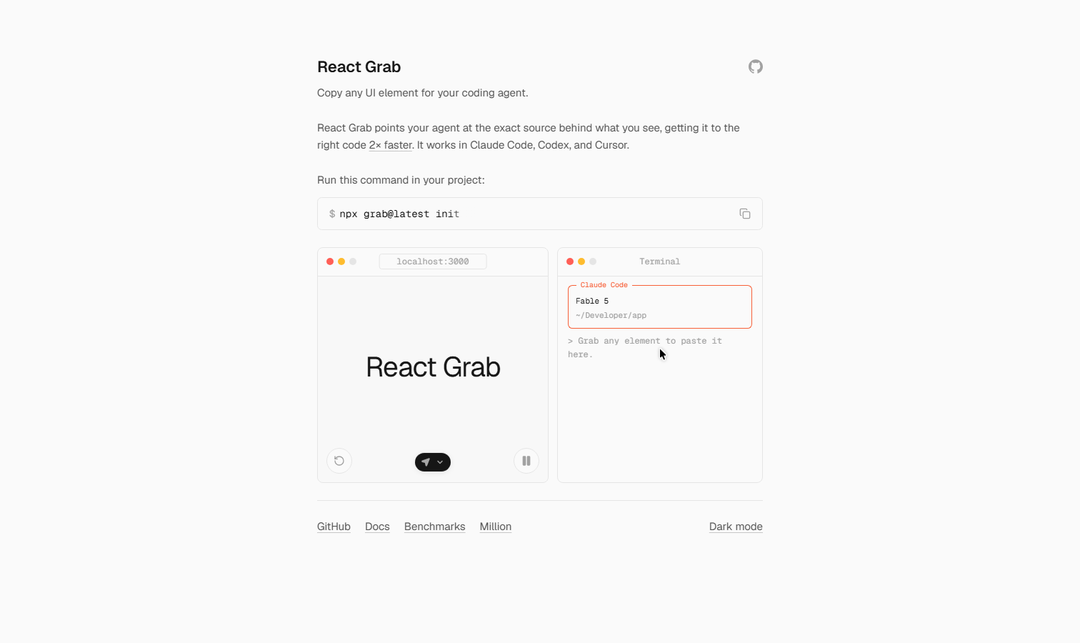 React Grab
Copy any UI element for your coding agent.
React Grab points your agent at the exact source behind what you see, getting it to the
right code 2× faster. It works in Claude Code, Codex, and Cursor.
Run this command in your project:
$ npx grab@latest init
localhost:3000
React Grab
Terminal
Claude Code
Fable 5
~/Developer/app
> Grab any element to paste it
here.
GitHub Docs Benchmarks Million Dark mode